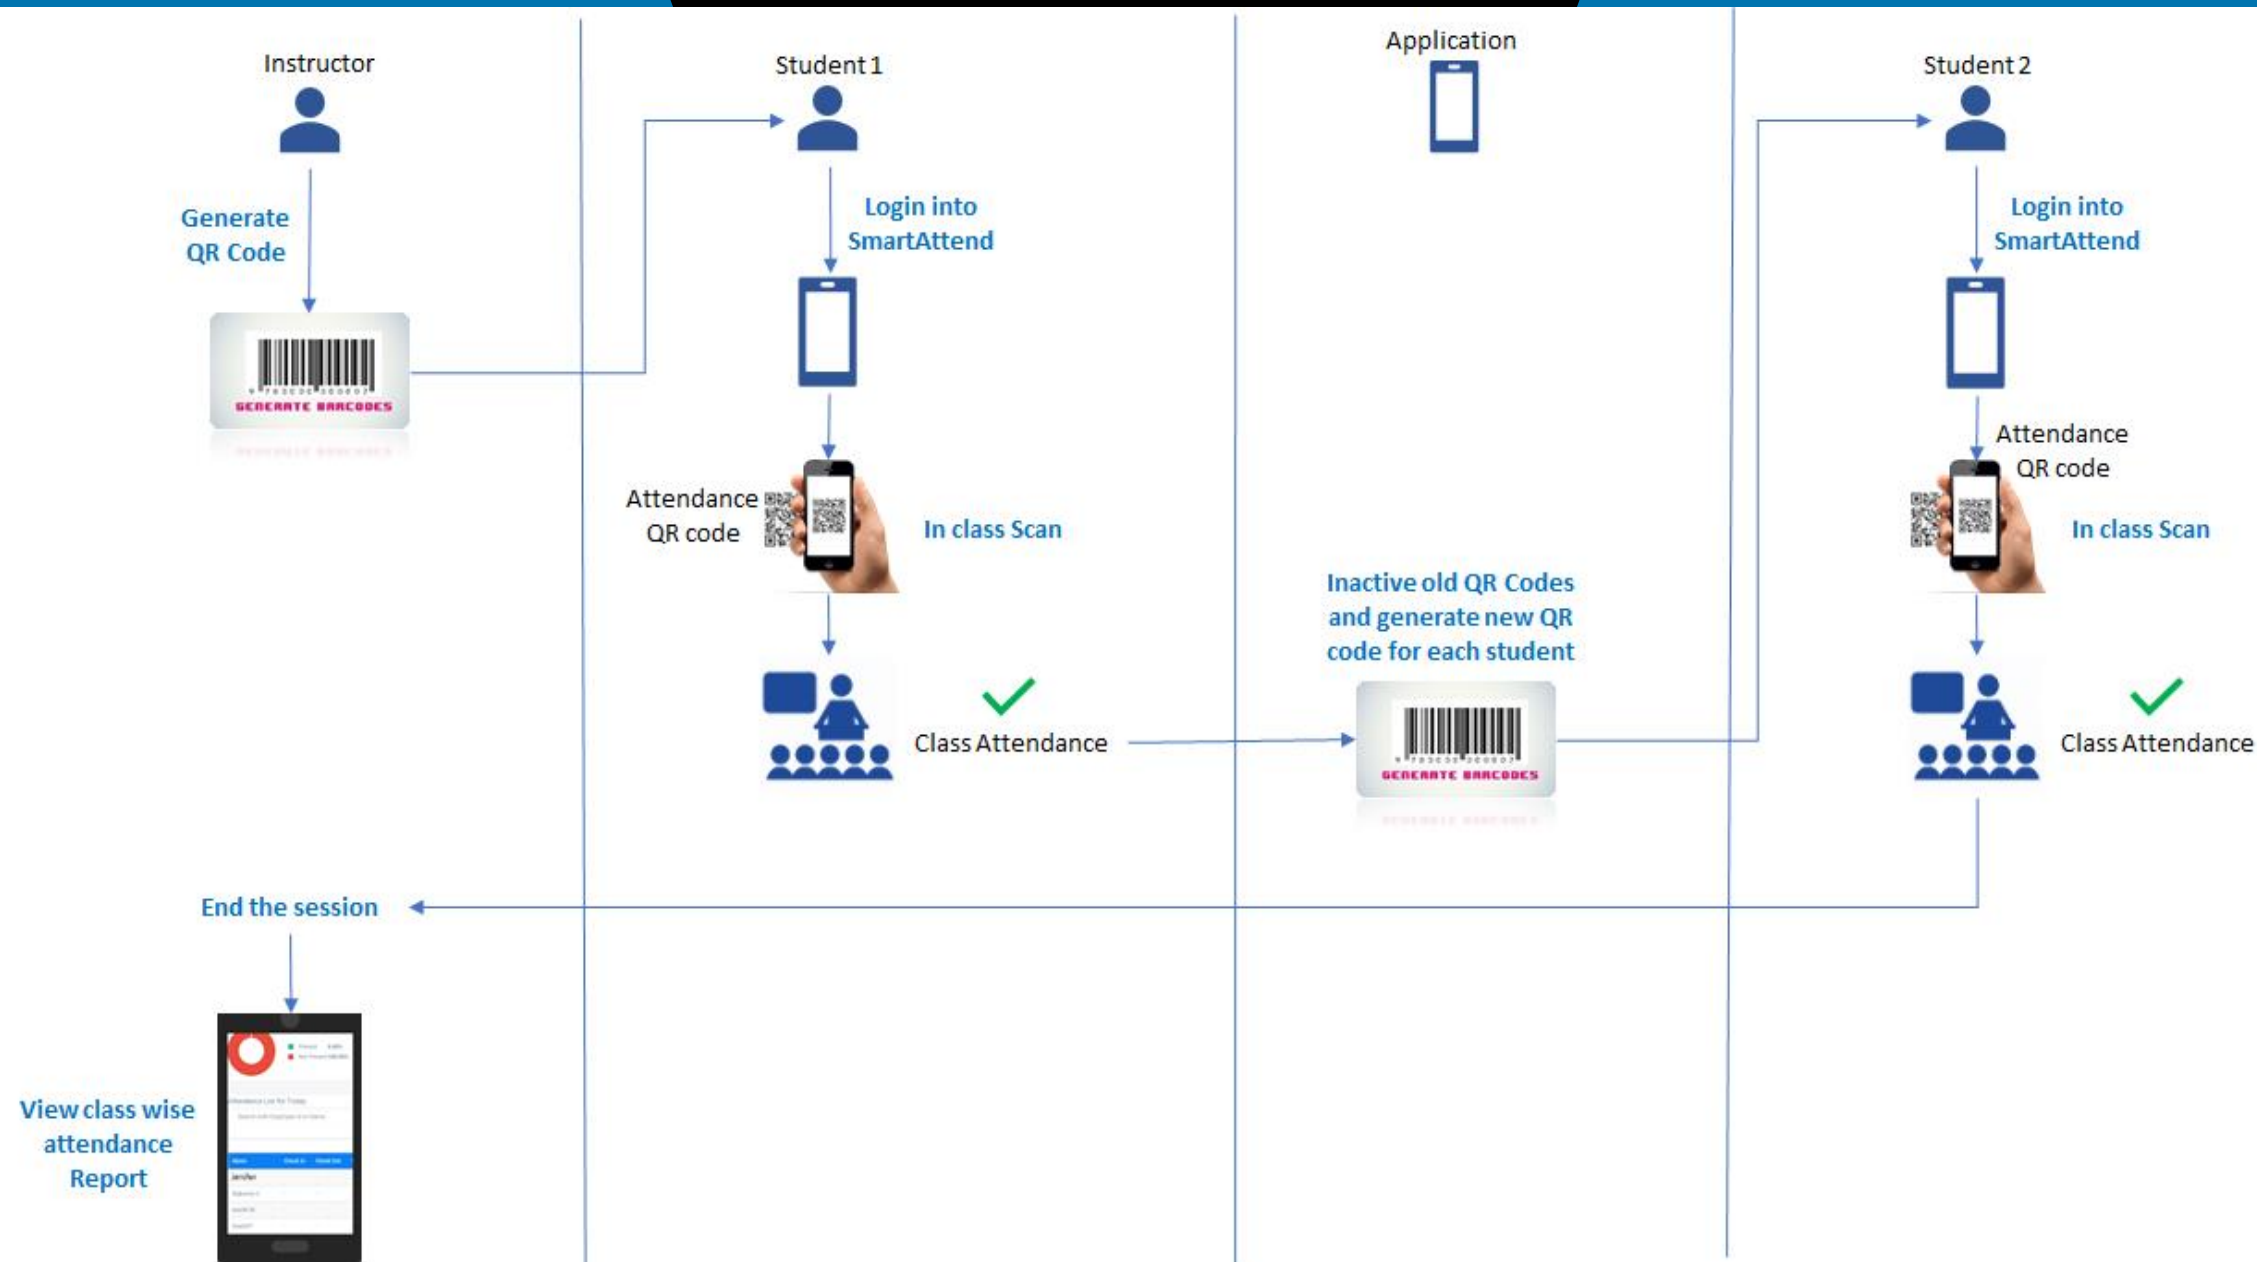 Instructor
Generate
QR Code
GENERATE BARCODES
End the session
View class wise
attendance
Report
Student 1
Login into
SmartAttend
Attendance
QR code
In class Scan
Class Attendance
Application
Inactive old QR Codes
and generate new QR
code for each student
GENERATE BARCODES
Student 2
Login into
SmartAttend
Attendance
QR code
In class Scan
Class Attendance